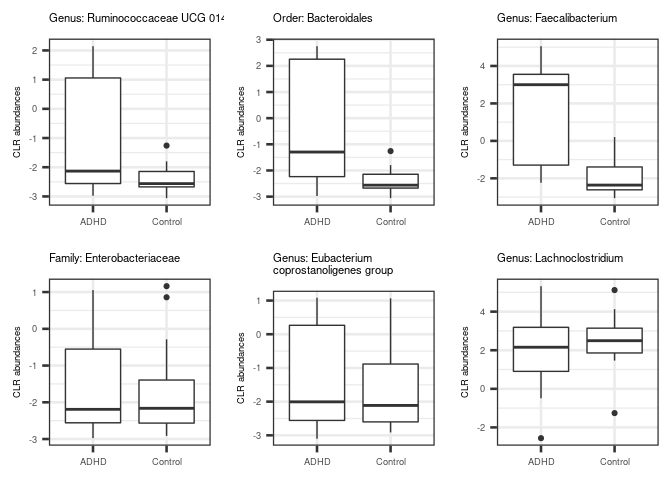 Genus: Ruminococcaceae UCG 014
CLR abundances
2
1
0
-1
-2
-3
ADHD Control
Order: Bacteroidales
CLR abundances
3
2
1
0
-1
-2
-3
ADHD Control
Genus: Faecalibacterium
CLR abundances
4
2
0
-2
ADHD Control
Family: Enterobacteriaceae
CLR abundances
1
0
-1
-2
-3
ADHD Control
Genus: Eubacterium
coprostanoligenes group
CLR abundances
1
0
-1
-2
-3
ADHD Control
Genus: Lachnoclostridium
CLR abundances
4
2
0
-2
ADHD Control